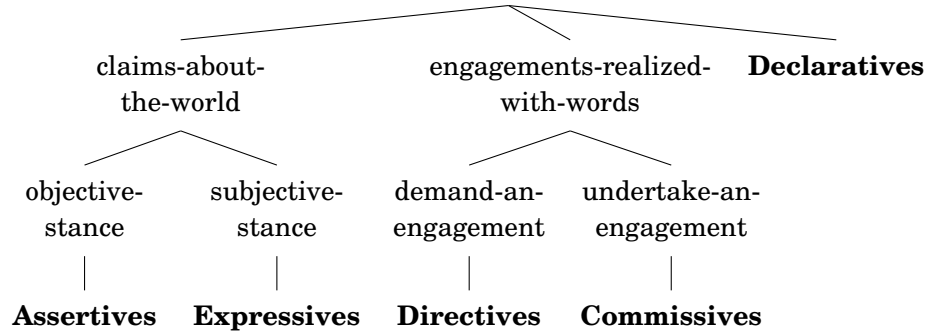 claims-about- engagements-realized- Declaratives
the-world with-words
objective- subjective- demand-an- undertake-an-
stance stance engagement engagement
Assertives Expressives Directives Commissives